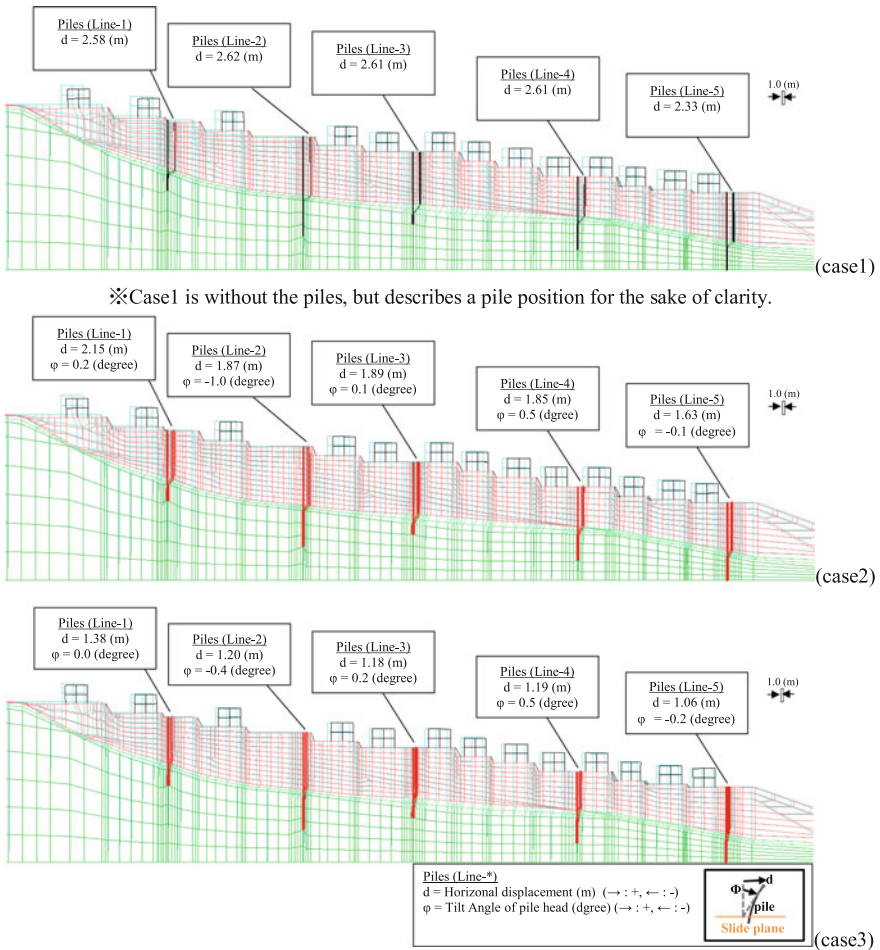 Piles (Line-1)
d = 2.58 (m)
Piles (Line-2)
d = 2.62 (m)
Piles (Line-3)
d = 2.61 (m)
Piles (Line-4)
d = 2.61 (m)
Piles (Line-5)
d = 2.33 (m)
1.0 (m)
(case1)
※Case1 is without the piles, but describes a pile position for the sake of clarity.
Piles (Line-1)
d = 2.15 (m)
φ = 0.2 (degree)
Piles (Line-2)
d = 1.87 (m)
φ = -1.0 (degree)
Piles (Line-3)
d = 1.89 (m)
φ = 0.1 (degree)
Piles (Line-4)
d = 1.85 (m)
φ = 0.5 (dgree)
Piles (Line-5)
d = 1.63 (m)
φ = -0.1 (degree)
1.0 (m)
(case2)
Piles (Line-1)
d = 1.38 (m)
φ = 0.0 (degree)
Piles (Line-2)
d = 1.20 (m)
φ = -0.4 (degree)
Piles (Line-3)
d = 1.18 (m)
φ = 0.2 (degree)
Piles (Line-4)
d = 1.19 (m)
φ = 0.5 (dgree)
Piles (Line-5)
d = 1.06 (m)
φ = -0.2 (degree)
1.0 (m)
Piles (Line-*)
d = Horizonal displacement (m) (→ : +, ← : -)
φ = Tilt Angle of pile head (dgree) (→ : +, ← : -)
d
Φ
pile
Slide plane
(case3)